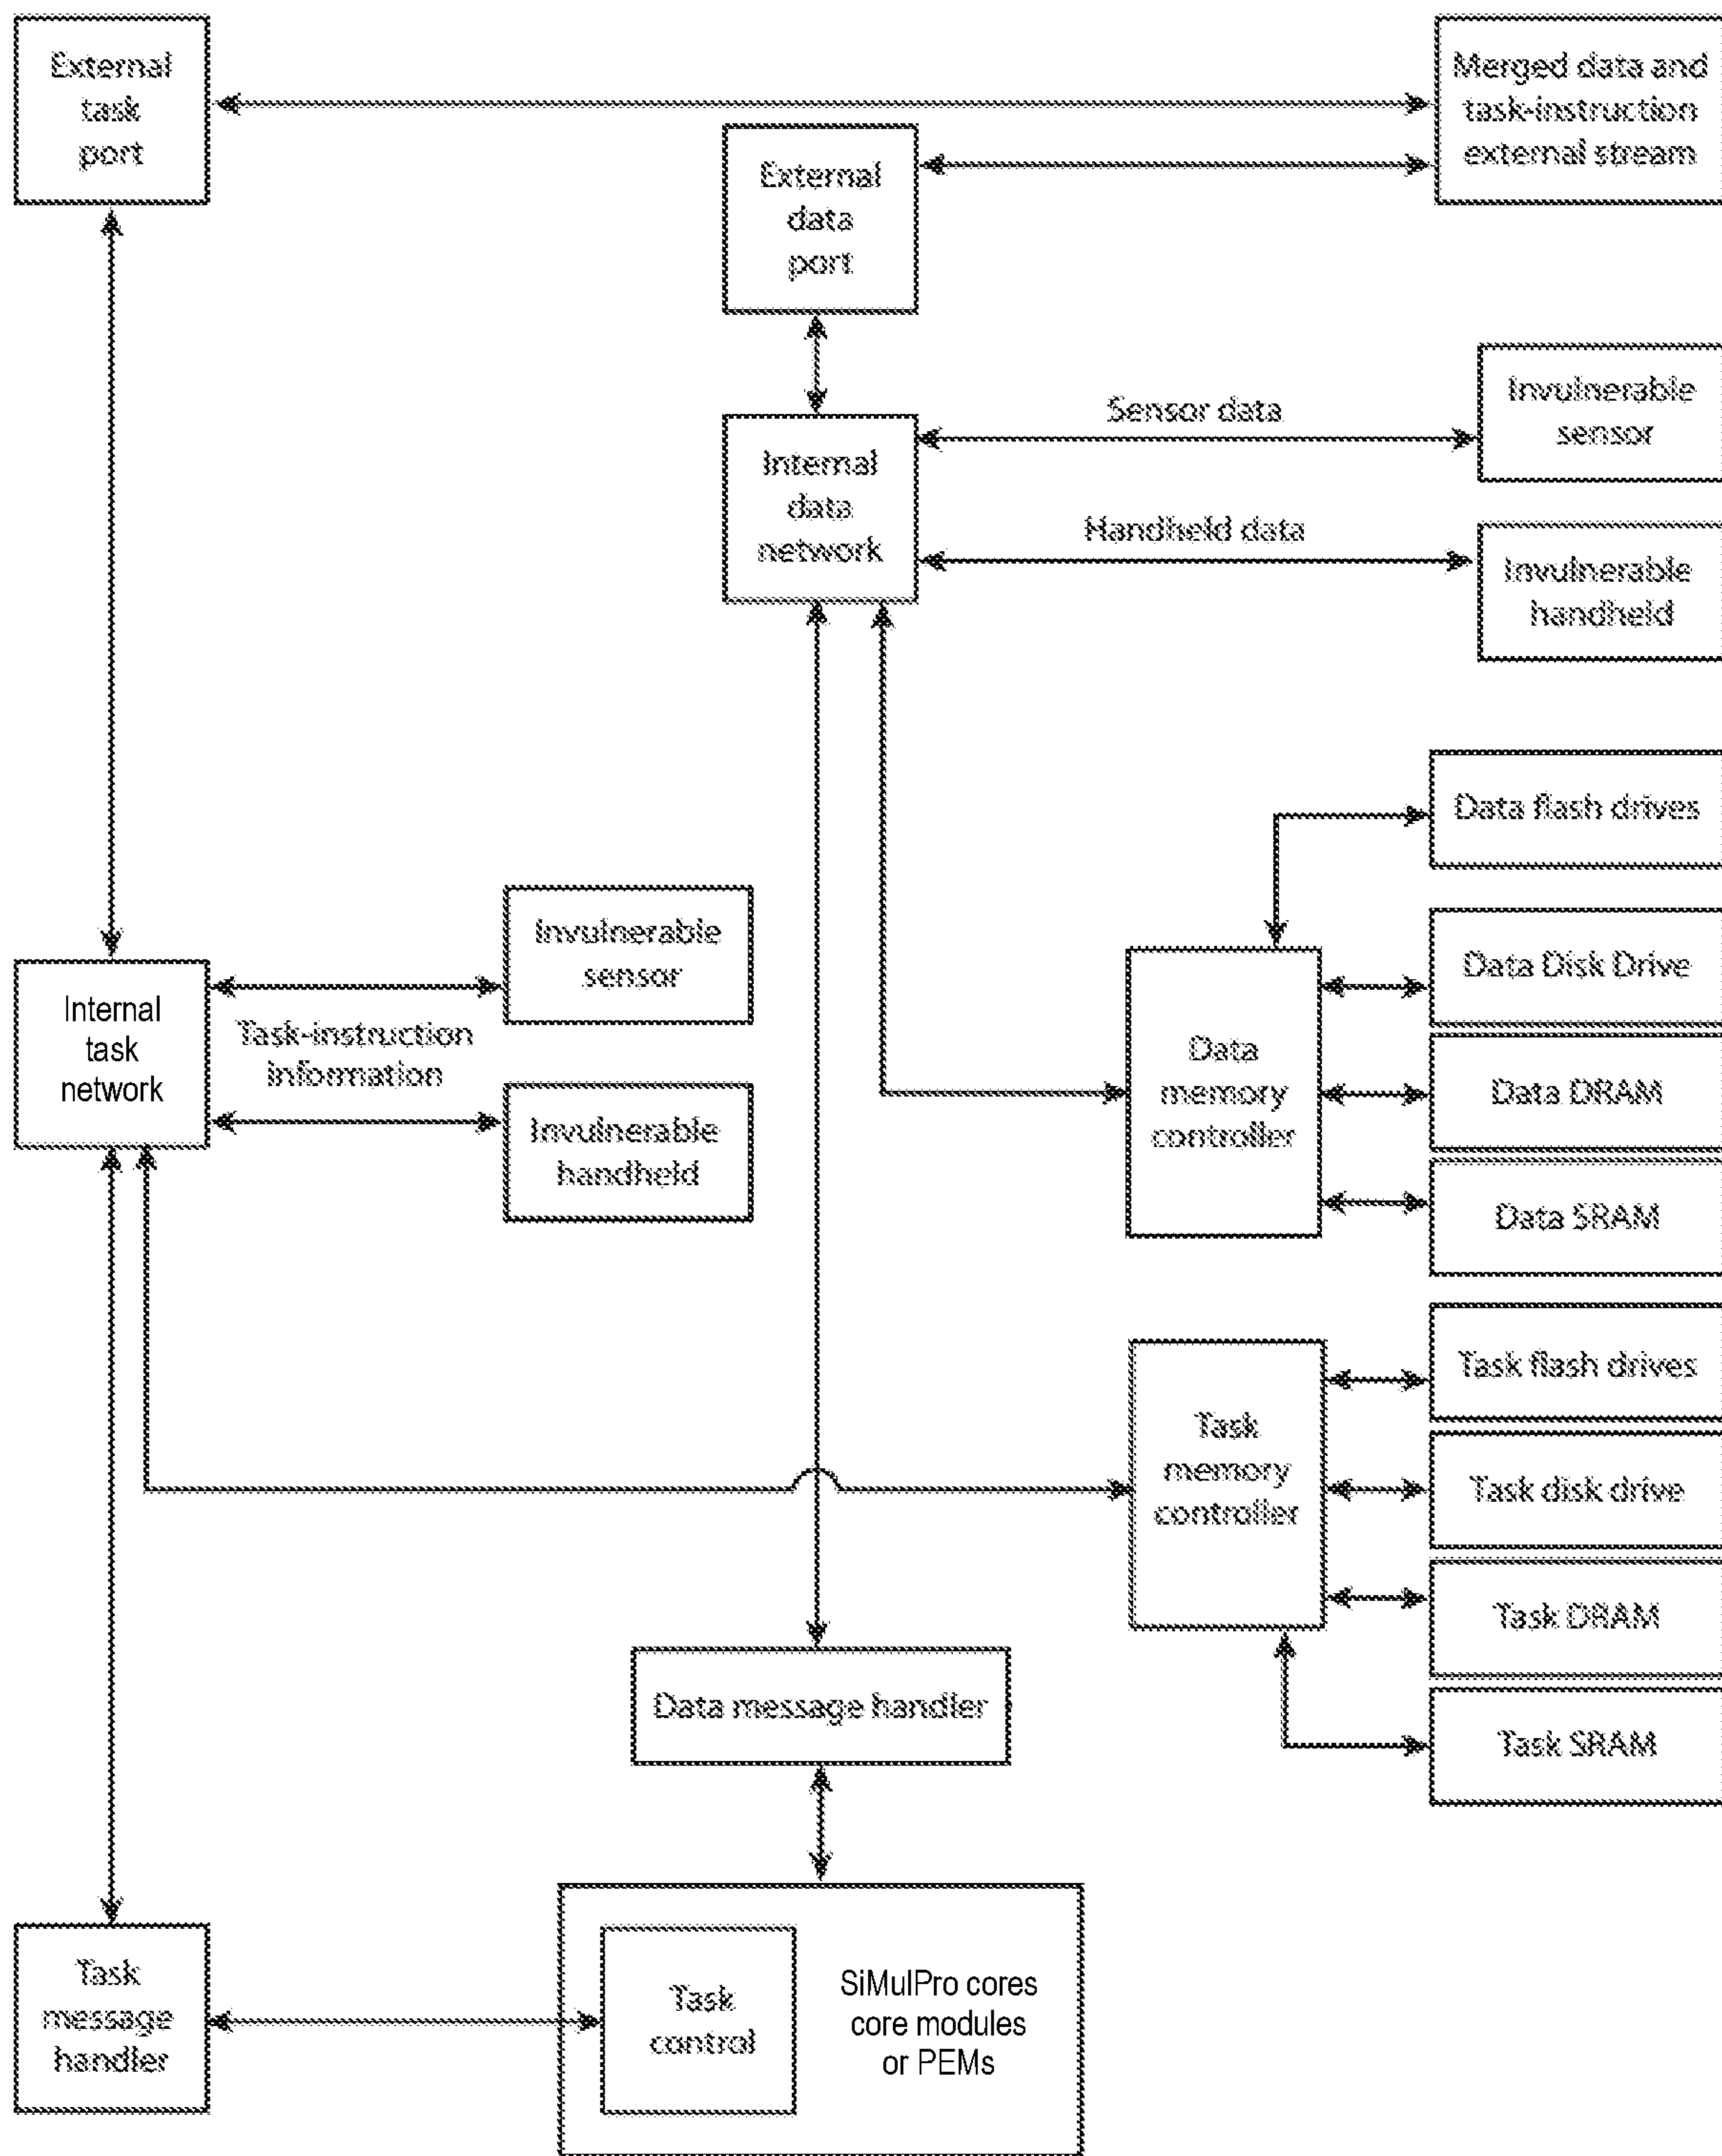 External
task
port
Merged data and
task-instruction
external stream
External
data
port
Sensor data
Invulnerable
sensor
Internal
data
network
Handheld data
Invulnerable
handheld
Data flash drives
Invulnerable
sensor
Data Disk Drive
Internal
task
network
Task-instruction
information
Data
memory
controller
Data DRAM
Invulnerable
handheld
Data SRAM
Task flash drives
Task
memory
controller
Task disk drive
Task DRAM
Data message handler
Task SRAM
Task
message
handler
Task
control
SiMulPro cores
core modules
or PEMs